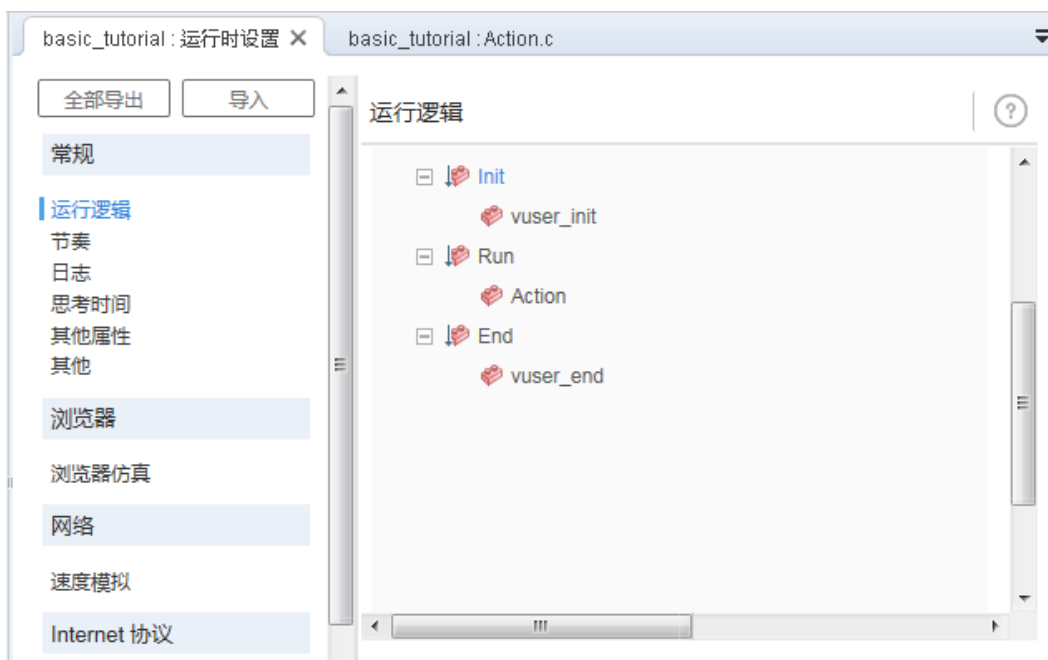 basic_tutorial : 运行时设置 ✕
basic_tutorial : Action.c
全部导出
导入
常规
运行逻辑
节奏
日志
思考时间
其他属性
其他
浏览器
浏览器仿真
网络
速度模拟
Internet 协议
运行逻辑
?
Init
vuser_init
Run
Action
End
vuser_end